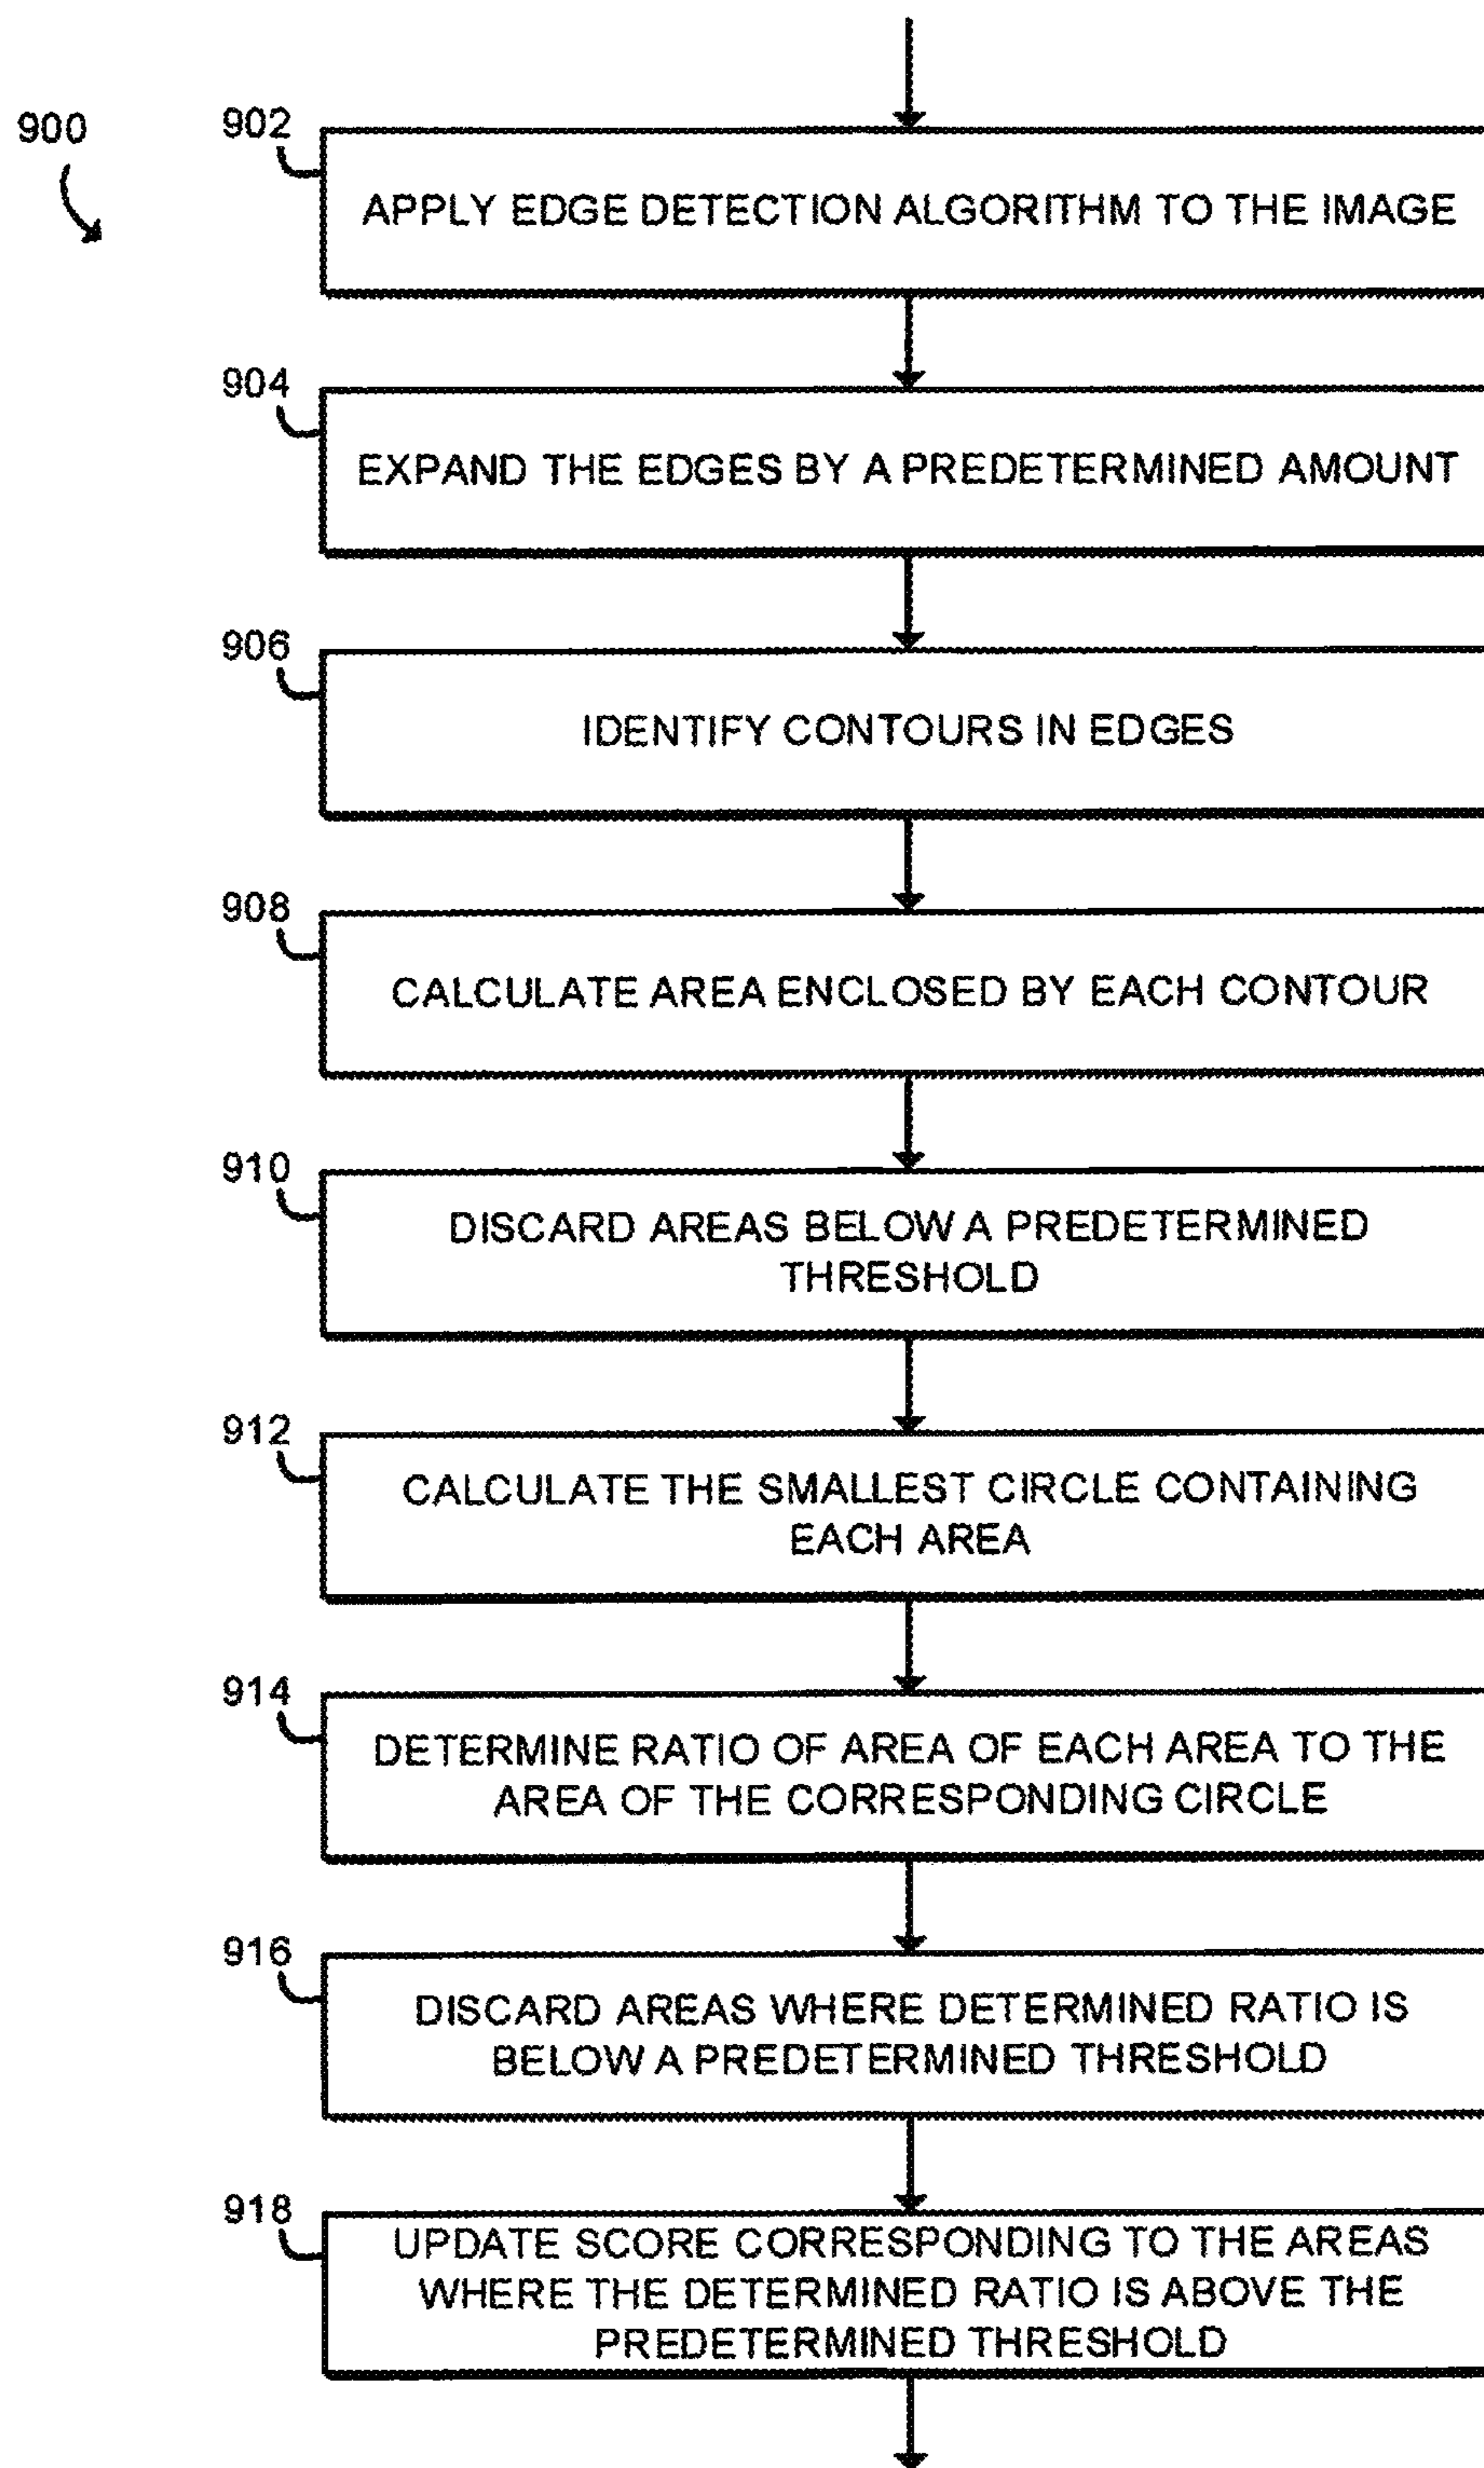 900
902
APPLY EDGE DETECTION ALGORITHM TO THE IMAGE
904
EXPAND THE EDGES BY A PREDETERMINED AMOUNT
906
IDENTIFY CONTOURS IN EDGES
908
CALCULATE AREA ENCLOSED BY EACH CONTOUR
910
DISCARD AREAS BELOW A PREDETERMINED
THRESHOLD
912
CALCULATE THE SMALLEST CIRCLE CONTAINING
EACH AREA
914
DETERMINE RATIO OF AREA OF EACH AREA TO THE
AREA OF THE CORRESPONDING CIRCLE
916
DISCARD AREAS WHERE DETERMINED RATIO IS
BELOW A PREDETERMINED THRESHOLD
918
UPDATE SCORE CORRESPONDING TO THE AREAS
WHERE THE DETERMINED RATIO IS ABOVE THE
PREDETERMINED THRESHOLD